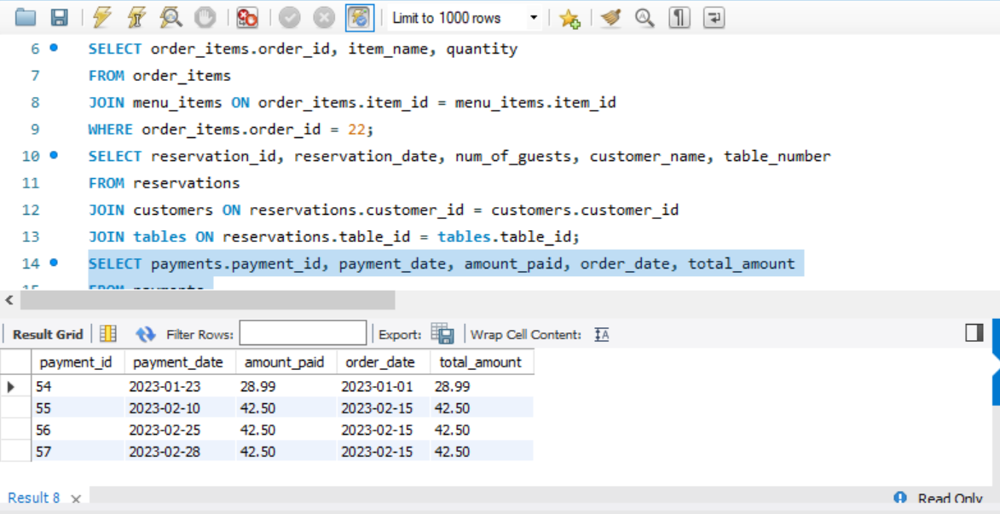 Limit to 1000 rows
6 SELECT order_items.order_id, item_name, quantity
7 FROM order_items
8 JOIN menu_items ON order_items.item_id = menu_items.item_id
9 WHERE order_items.order_id = 22;
10 SELECT reservation_id, reservation_date, num_of_guests, customer_name, table_number
11 FROM reservations
12 JOIN customers ON reservations.customer_id = customers.customer_id
13 JOIN tables ON reservations.table_id = tables.table_id;
14 SELECT payments.payment_id, payment_date, amount_paid, order_date, total_amount
15 FROM payments
Result Grid Filter Rows: Export: Wrap Cell Content: IA
payment_id payment_date amount_paid order_date total_amount
54 2023-01-23 28.99 2023-01-01 28.99
55 2023-02-10 42.50 2023-02-15 42.50
56 2023-02-25 42.50 2023-02-15 42.50
57 2023-02-28 42.50 2023-02-15 42.50
Result 8 × Read Only